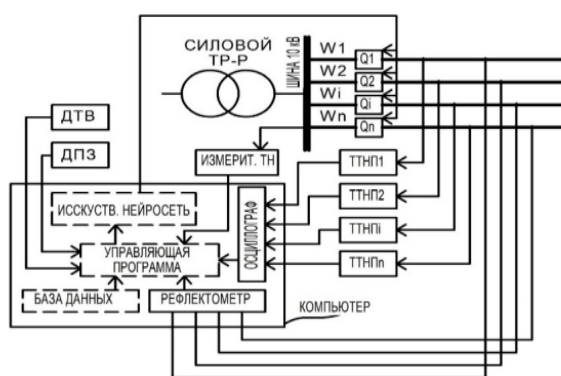 СИЛОВОЙ
ТР-Р
ШИНА 10 кВ
W1
Q1
W2
Q2
Wi
Qi
Wn
Qn
ДТВ
ДПЗ
ИЗМЕРИТ. ТН
ТТНП1
ТТНП2
ТТНПi
ТТНПn
ИССКУСТВ. НЕЙРОСЕТЬ
ОСЦИЛЛОГРАФ
УПРАВЛЯЮЩАЯ
ПРОГРАММА
БАЗА ДАННЫХ
РЕФЛЕКТОМЕТР
КОМПЬЮТЕР